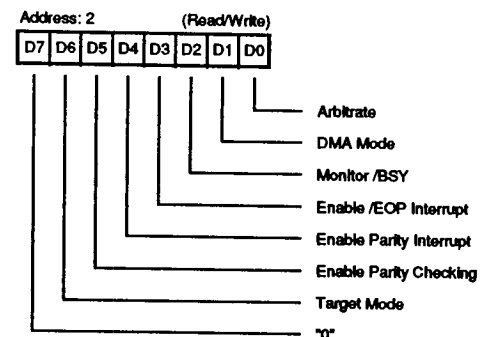 Address: 2 (Read/Write)
D7 D6 D5 D4 D3 D2 D1 D0
Arbitrate
DMA Mode
Monitor /BSY
Enable /EOP Interrupt
Enable Parity Interrupt
Enable Parity Checking
Target Mode
"0"